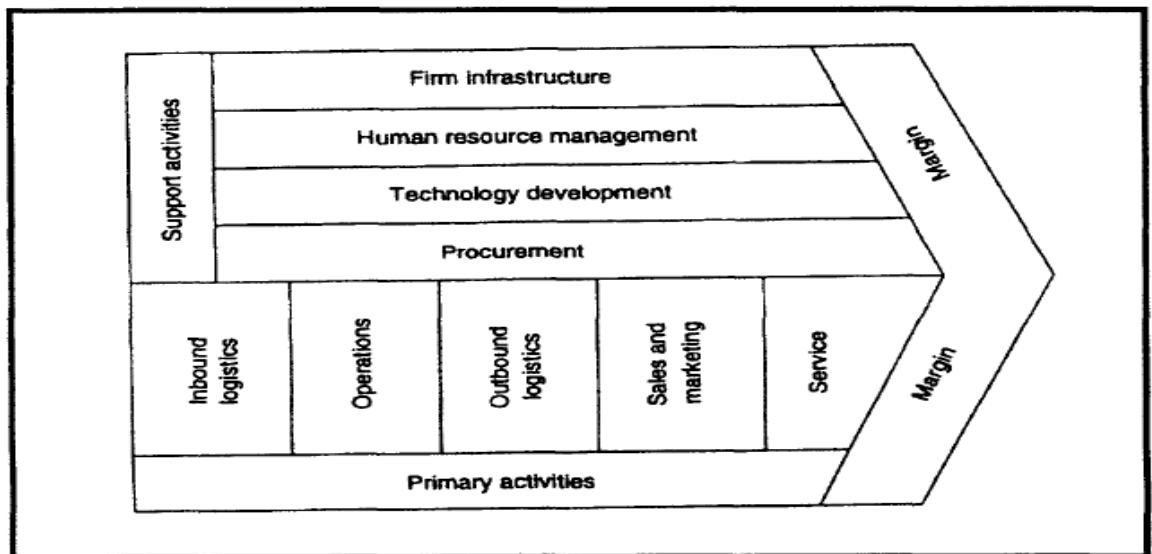 Support activities
Firm infrastructure
Human resource management
Technology development
Procurement
Inbound
logistics
Operations
Outbound
logistics
Sales and
marketing
Service
Margin
Margin
Primary activities